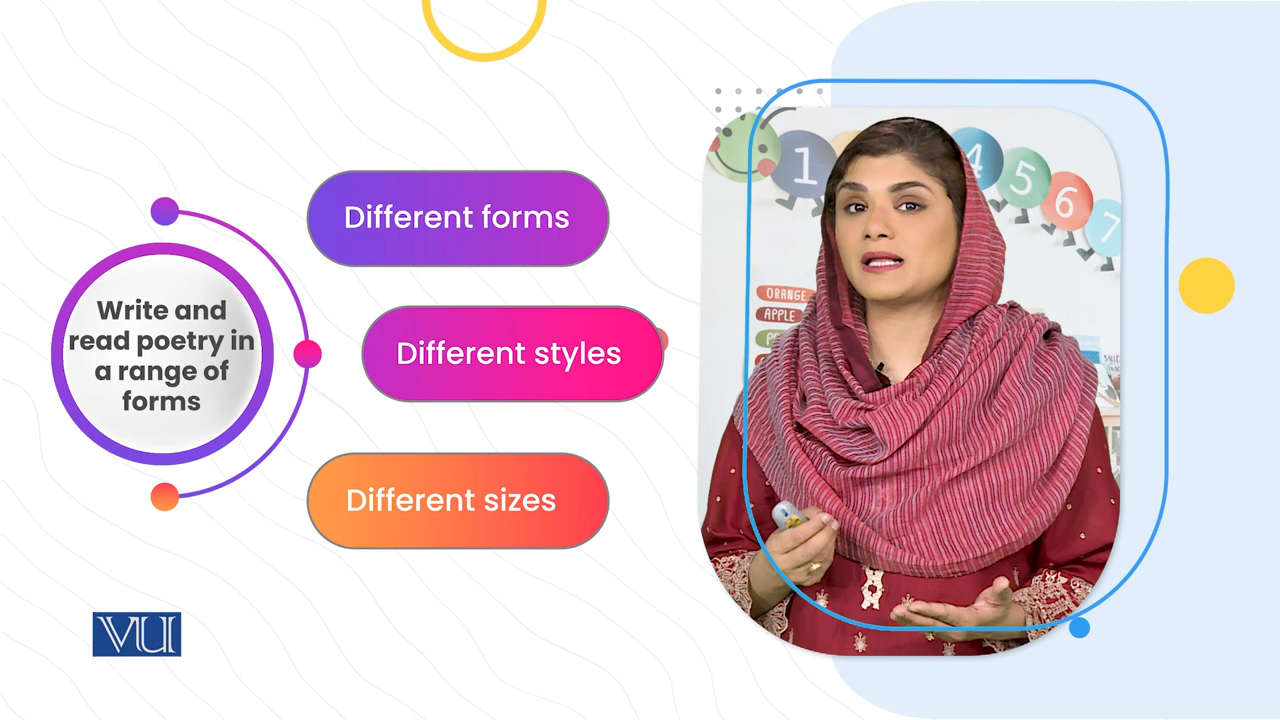 Write and
read poetry in
a range of
forms
Different forms
Different styles
Different sizes
VU
1
4
5
6
7
ORANGE
APPLE